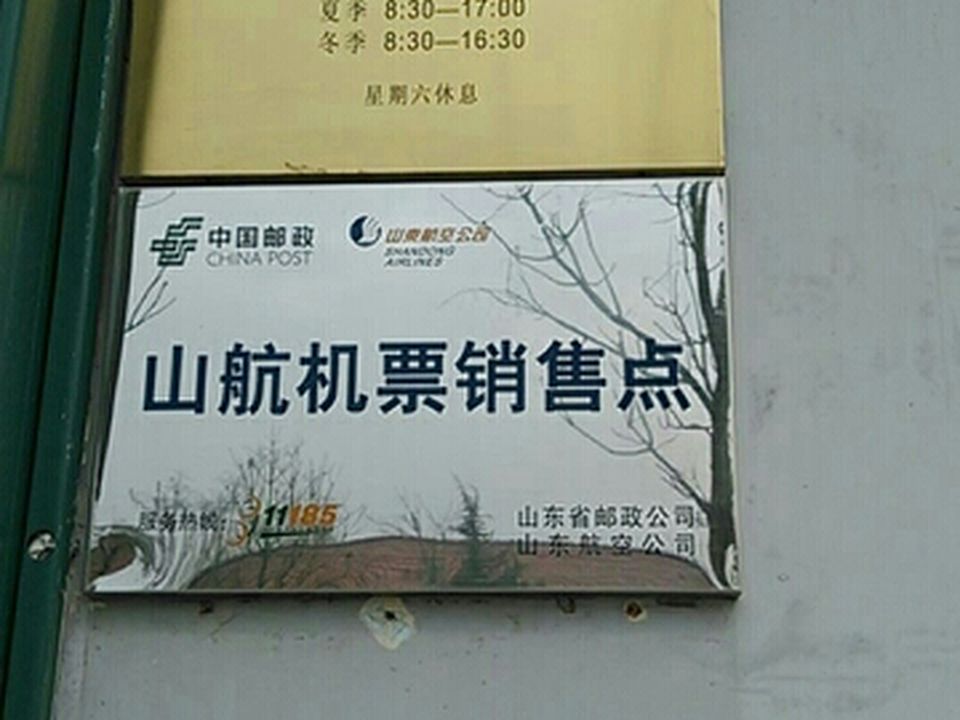 夏季 8:30—17:00
冬季 8:30—16:30
星期六休息
中国邮政
CHINA POST
山东航空公司
SHANDONG
AIRLINES
山航机票销售点
服务热线: 11185
山东省邮政公司
山东航空公司